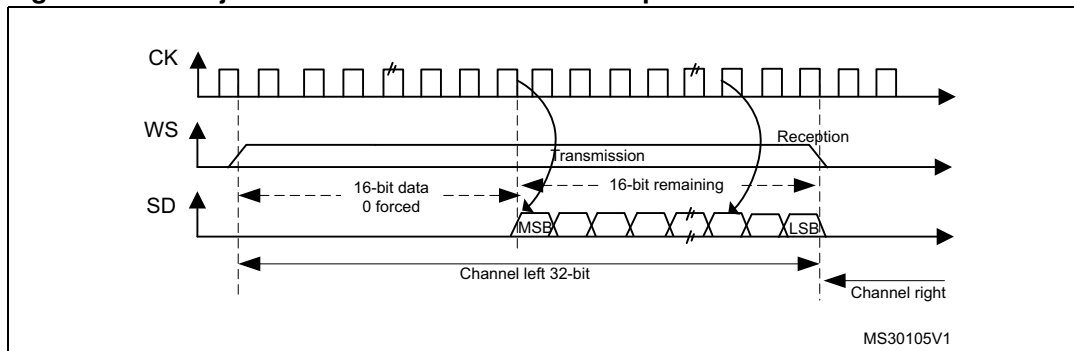 CK
WS
Reception
Transmission
16-bit data
0 forced
16-bit remaining
SD
MSB
LSB
Channel left 32-bit
Channel right
MS30105V1